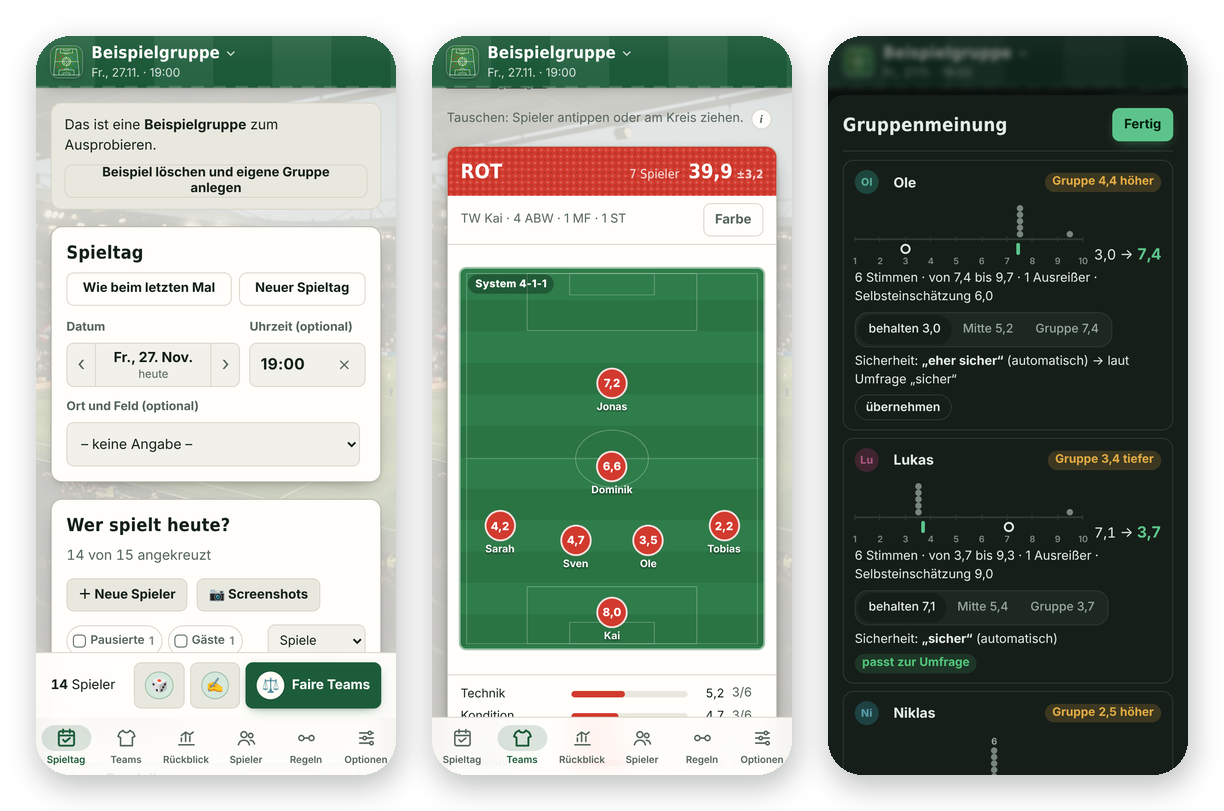 Beispielgruppe
Fr., 27.11. · 19:00
Das ist eine Beispielgruppe zum
Ausprobieren.
Beispiel löschen und eigene Gruppe
anlegen
Spieltag
Wie beim letzten Mal
Neuer Spieltag
Datum
Uhrzeit (optional)
Fr., 27. Nov.
heute
19:00
Ort und Feld (optional)
– keine Angabe –
Wer spielt heute?
14 von 15 angekreuzt
+ Neue Spieler
Screenshots
Pausierte 1
Gäste 1
Spiele
14 Spieler
Faire Teams
Spieltag
Teams
Rückblick
Spieler
Regeln
Optionen
Beispielgruppe
Fr., 27.11. · 19:00
Tauschen: Spieler antippen oder am Kreis ziehen.
i
ROT
7 Spieler 39,9 ±3,2
TW Kai · 4 ABW · 1 MF · 1 ST
Farbe
System 4-1-1
7,2
Jonas
6,6
Dominik
4,2
Sarah
4,7
Sven
3,5
Ole
2,2
Tobias
8,0
Kai
Technik 5,2 3/6
Kondition 4,7 3/6
Spieltag
Teams
Rückblick
Spieler
Regeln
Optionen
Gruppenmeinung
Fertig
Ol
Ole
Gruppe 4,4 höher
1 2 3 4 5 6 7 8 9 10
3,0 → 7,4
6 Stimmen · von 7,4 bis 9,7 · 1 Ausreißer ·
Selbsteinschätzung 6,0
behalten 3,0
Mitte 5,2
Gruppe 7,4
Sicherheit: „eher sicher“ (automatisch) → laut
Umfrage „sicher“
übernehmen
Lu
Lukas
Gruppe 3,4 tiefer
1 2 3 4 5 6 7 8 9 10
7,1 → 3,7
6 Stimmen · von 3,7 bis 9,3 · 1 Ausreißer ·
Selbsteinschätzung 9,0
behalten 7,1
Mitte 5,4
Gruppe 3,7
Sicherheit: „sicher“ (automatisch)
passt zur Umfrage
Ni
Niklas
Gruppe 2,5 höher
6